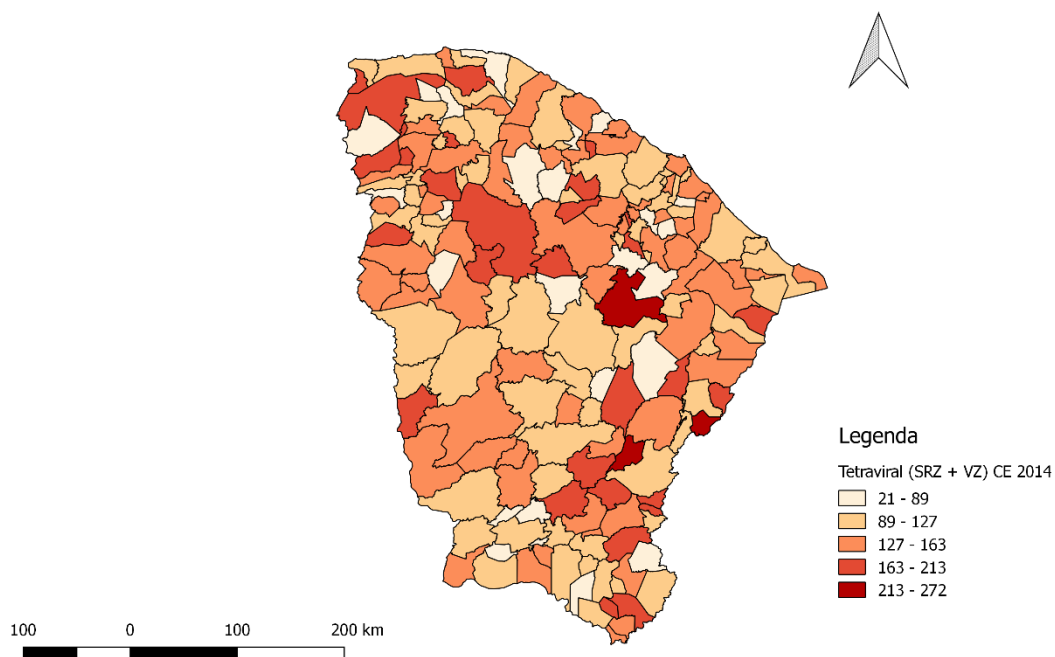 Legenda
Tetraviral (SRZ + VZ) CE 2014
21 - 89
89 - 127
127 - 163
163 - 213
213 - 272
100 0 100 200 km